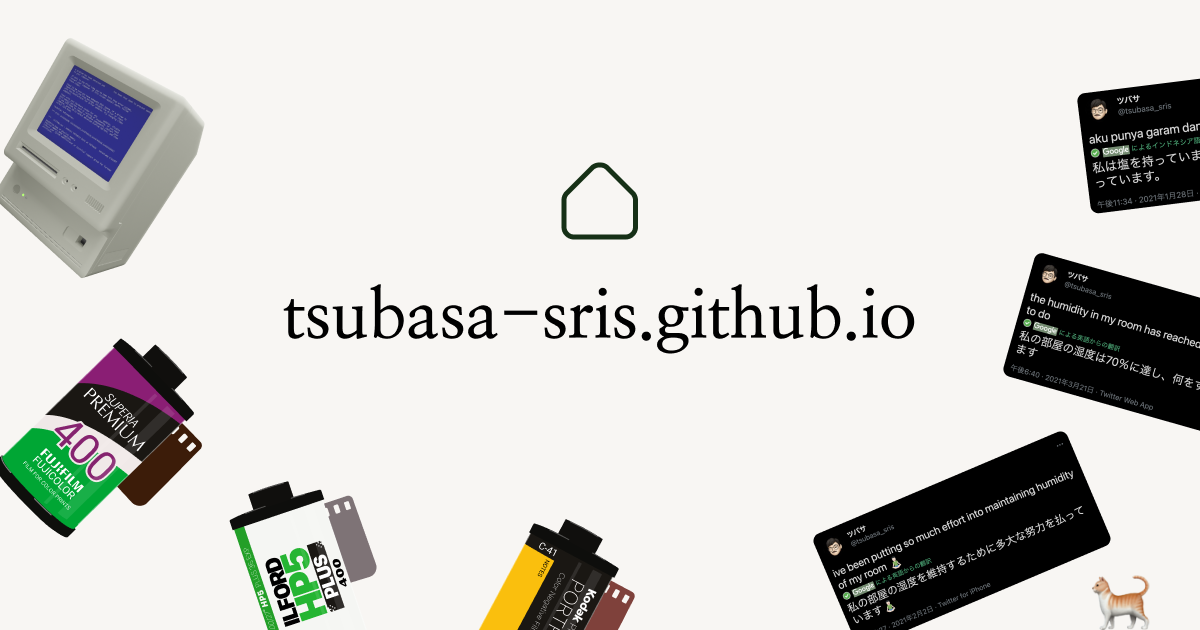 tsubasa-sris.github.io
SUPERIA
PREMIUM
400
FUJIFILM
FUJICOLOR
FILM FOR COLOR PRINTS
ILFORD
HP5
PLUS
400
C-41
NOTES
Kodak
Color Negative
ツバサ
@tsubasa_sris
aku punya garam dan
Google によるインドネシア語
私は塩を持っていま
っています。
午後11:34 · 2021年1月28日 ·
ツバサ
@tsubasa_sris
the humidity in my room has reached
to do
Google による英語からの翻訳
私の部屋の湿度は70%に達し、何をす
ます
午後6:40 · 2021年3月21日 · Twitter Web App
ツバサ
@tsubasa_sris
ive been putting so much effort into maintaining humidity
of my room
Google による英語からの翻訳
私の部屋の湿度を維持するために多大な努力を払って
います
2021年2月2日 · Twitter for iPhone